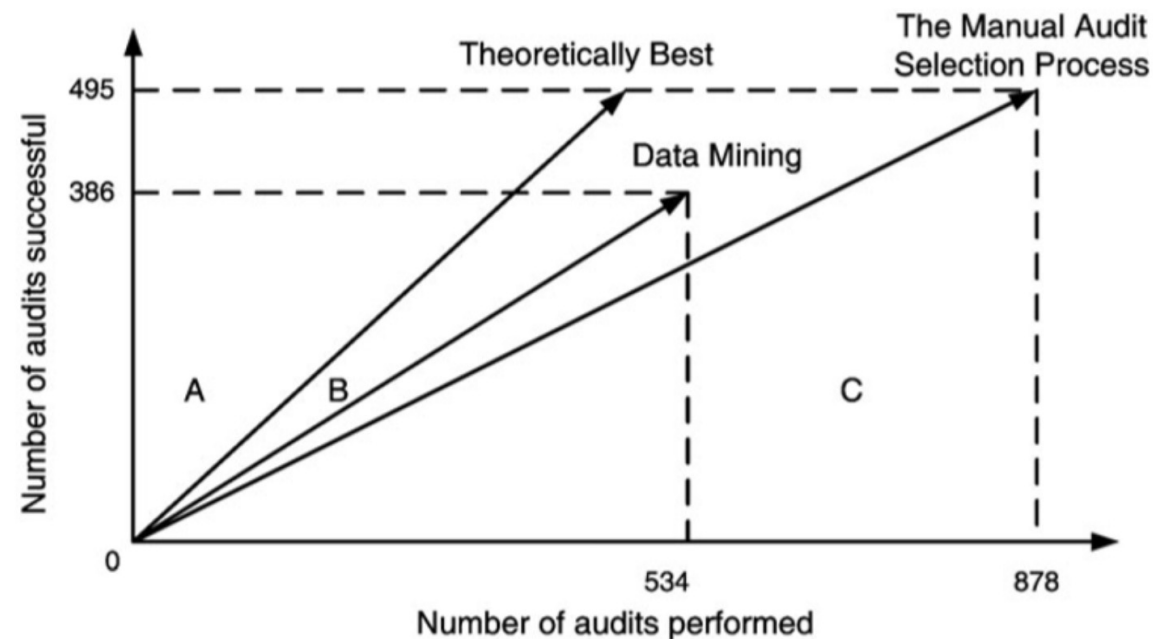 The Manual Audit
Selection Process
Theoretically Best
495
Data Mining
386
Number of audits successful
A
B
C
0
534
878
Number of audits performed